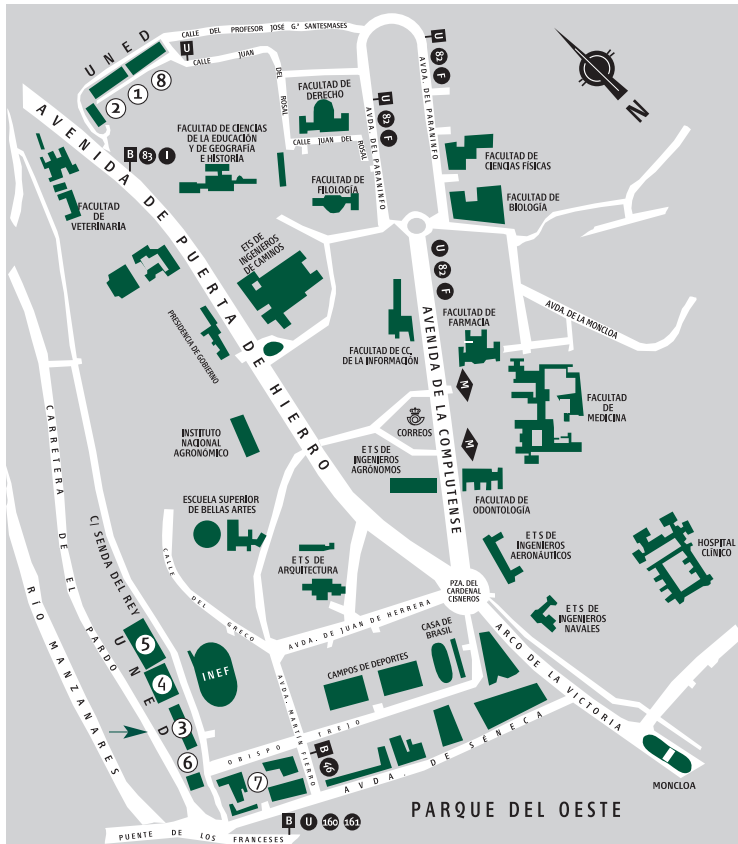 CALLE DEL PROFESOR JOSÉ G.ª SANTESMASES
UNED
U
CALLE JUAN DEL ROSAL
U
82
F
2
1
8
U
82
F
AVDA. DEL PARANINFO
AVDA. DEL PARANINFO
N
FACULTAD DE
DERECHO
CALLE JUAN DEL ROSAL
AVENIDA DE PUERTA DE HIERRO
B
83
I
FACULTAD DE CIENCIAS
DE LA EDUCACIÓN
Y DE GEOGRAFÍA
E HISTORIA
FACULTAD DE
CIENCIAS FÍSICAS
FACULTAD DE
FILOLOGÍA
FACULTAD DE
BIOLOGÍA
FACULTAD
DE
VETERINARIA
ETS DE
INGENIEROS
DE CAMINOS
U
82
F
AVENIDA DE LA COMPLUTENSE
AVDA. DE LA MONCLOA
PRESIDENCIA DE GOBIERNO
FACULTAD DE CC.
DE LA INFORMACIÓN
FACULTAD DE
FARMACÍA
M
FACULTAD
DE
MEDICINA
CORREOS
M
INSTITUTO
NACIONAL
AGRONÓMICO
E T S DE
INGENIEROS
AGRÓNOMOS
FACULTAD DE
ODONTOLOGÍA
CARRETERA DE EL PARDO
ESCUELA SUPERIOR
DE BELLAS ARTES
E T S DE
INGENIEROS
AERONÁUTICOS
HOSPITAL
CLÍNICO
C/ SENDA DEL REY
CALLE DEL GRECO
E T S DE
ARQUITECTURA
PZA. DEL
CARDENAL
CISNEROS
E T S DE
INGENIEROS
NAVALES
RÍO MANZANARES
AVDA. DE JUAN DE HERRERA
CASA DE
BRASIL
ARCO DE LA VICTORIA
UNED
5
4
3
6
INEF
CAMPOS DE DEPORTES
AVDA. MARTÍN FIERRO
OBISPO TREJO
B
46
7
AVDA. DE SÉNECA
MONCLOA
PARQUE DEL OESTE
B
U
160
161
PUENTE DE LOS FRANCESES